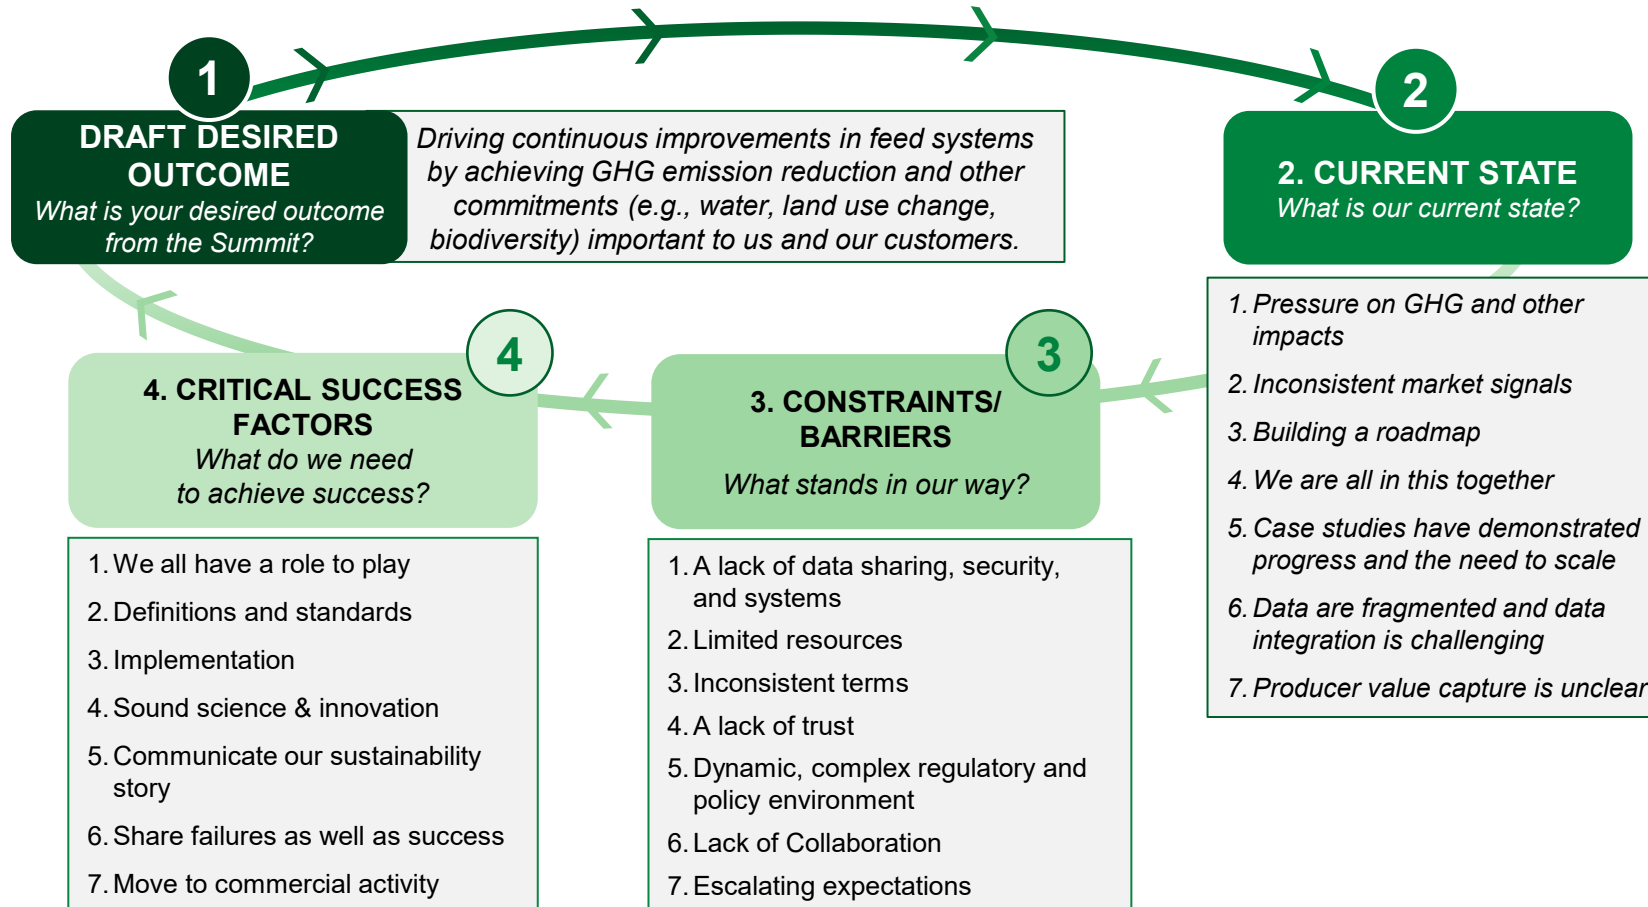 1
DRAFT DESIRED
OUTCOME
What is your desired outcome
from the Summit?
Driving continuous improvements in feed systems
by achieving GHG emission reduction and other
commitments (e.g., water, land use change,
biodiversity) important to us and our customers.
2
2. CURRENT STATE
What is our current state?
1. Pressure on GHG and other
impacts
2. Inconsistent market signals
3. Building a roadmap
4. We are all in this together
5. Case studies have demonstrated
progress and the need to scale
6. Data are fragmented and data
integration is challenging
7. Producer value capture is unclear
3
3. CONSTRAINTS/
BARRIERS
What stands in our way?
1. A lack of data sharing, security,
and systems
2. Limited resources
3. Inconsistent terms
4. A lack of trust
5. Dynamic, complex regulatory and
policy environment
6. Lack of Collaboration
7. Escalating expectations
4
4. CRITICAL SUCCESS
FACTORS
What do we need
to achieve success?
1. We all have a role to play
2. Definitions and standards
3. Implementation
4. Sound science & innovation
5. Communicate our sustainability
story
6. Share failures as well as success
7. Move to commercial activity